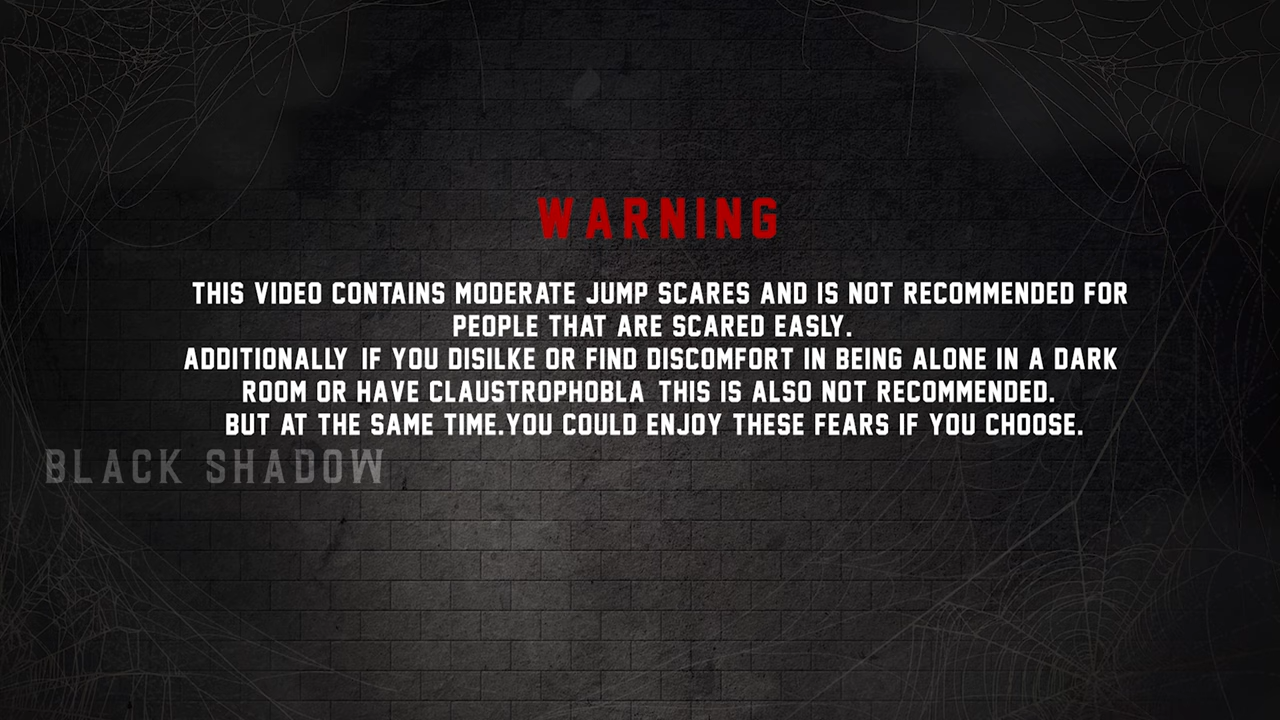 WARNING
THIS VIDEO CONTAINS MODERATE JUMP SCARES AND IS NOT RECOMMENDED FOR
PEOPLE THAT ARE SCARED EASLY.
ADDITIONALLY IF YOU DISILKE OR FIND DISCOMFORT IN BEING ALONE IN A DARK
ROOM OR HAVE CLAUSTROPHOBLA THIS IS ALSO NOT RECOMMENDED.
BUT AT THE SAME TIME.YOU COULD ENJOY THESE FEARS IF YOU CHOOSE.
BLACK SHADOW